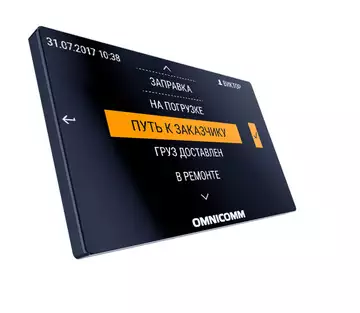 31.07.2017 10:38
ВИКТОР
ЗАПРАВКА
НА ПОГРУЗКЕ
ПУТЬ К ЗАКАЗЧИКУ
ГРУЗ ДОСТАВЛЕН
В РЕМОНТЕ
OMNICOMM